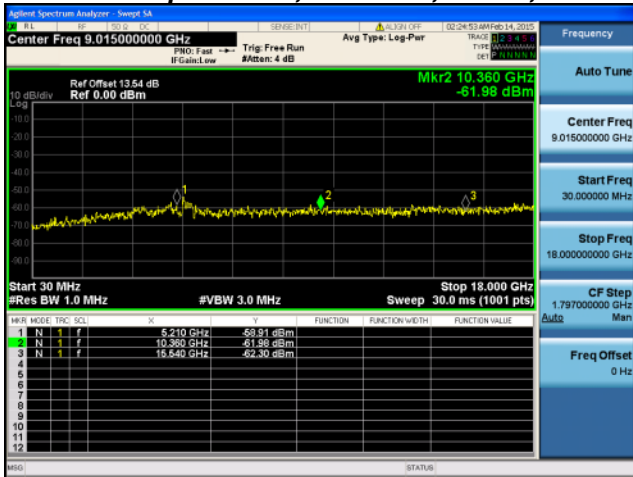 Agilent Spectrum Analyzer - Swept SA
RL RF 50 Ω DC SENSE:INT ALIGN OFF 02:24:53 AM Feb 14, 2015
Center Freq 9.015000000 GHz
PNO: Fast Trig: Free Run
IFGain:Low #Atten: 4 dB
Avg Type: Log-Pwr
TRACE 1 2 3 4 5 6
TYPE
DET P N N N N N
Ref Offset 13.54 dB
Ref 0.00 dBm
10 dB/div
Log
Mkr2 10.360 GHz
-61.98 dBm
-10.0
-20.0
-30.0
-40.0
-50.0
-60.0
-70.0
-80.0
-90.0
1
2
3
Start 30 MHz Stop 18.000 GHz
#Res BW 1.0 MHz #VBW 3.0 MHz Sweep 30.0 ms (1001 pts)
MKR MODE TRC SCL X Y FUNCTION FUNCTION WIDTH FUNCTION VALUE
1 N 1 f 5.210 GHz -58.91 dBm
2 N 1 f 10.360 GHz -61.98 dBm
3 N 1 f 15.540 GHz -62.30 dBm
4
5
6
7
8
9
10
11
12
MSG STATUS
Frequency
Auto Tune
Center Freq
9.015000000 GHz
Start Freq
30.000000 MHz
Stop Freq
18.000000000 GHz
CF Step
1.797000000 GHz
Auto Man
Freq Offset
0 Hz